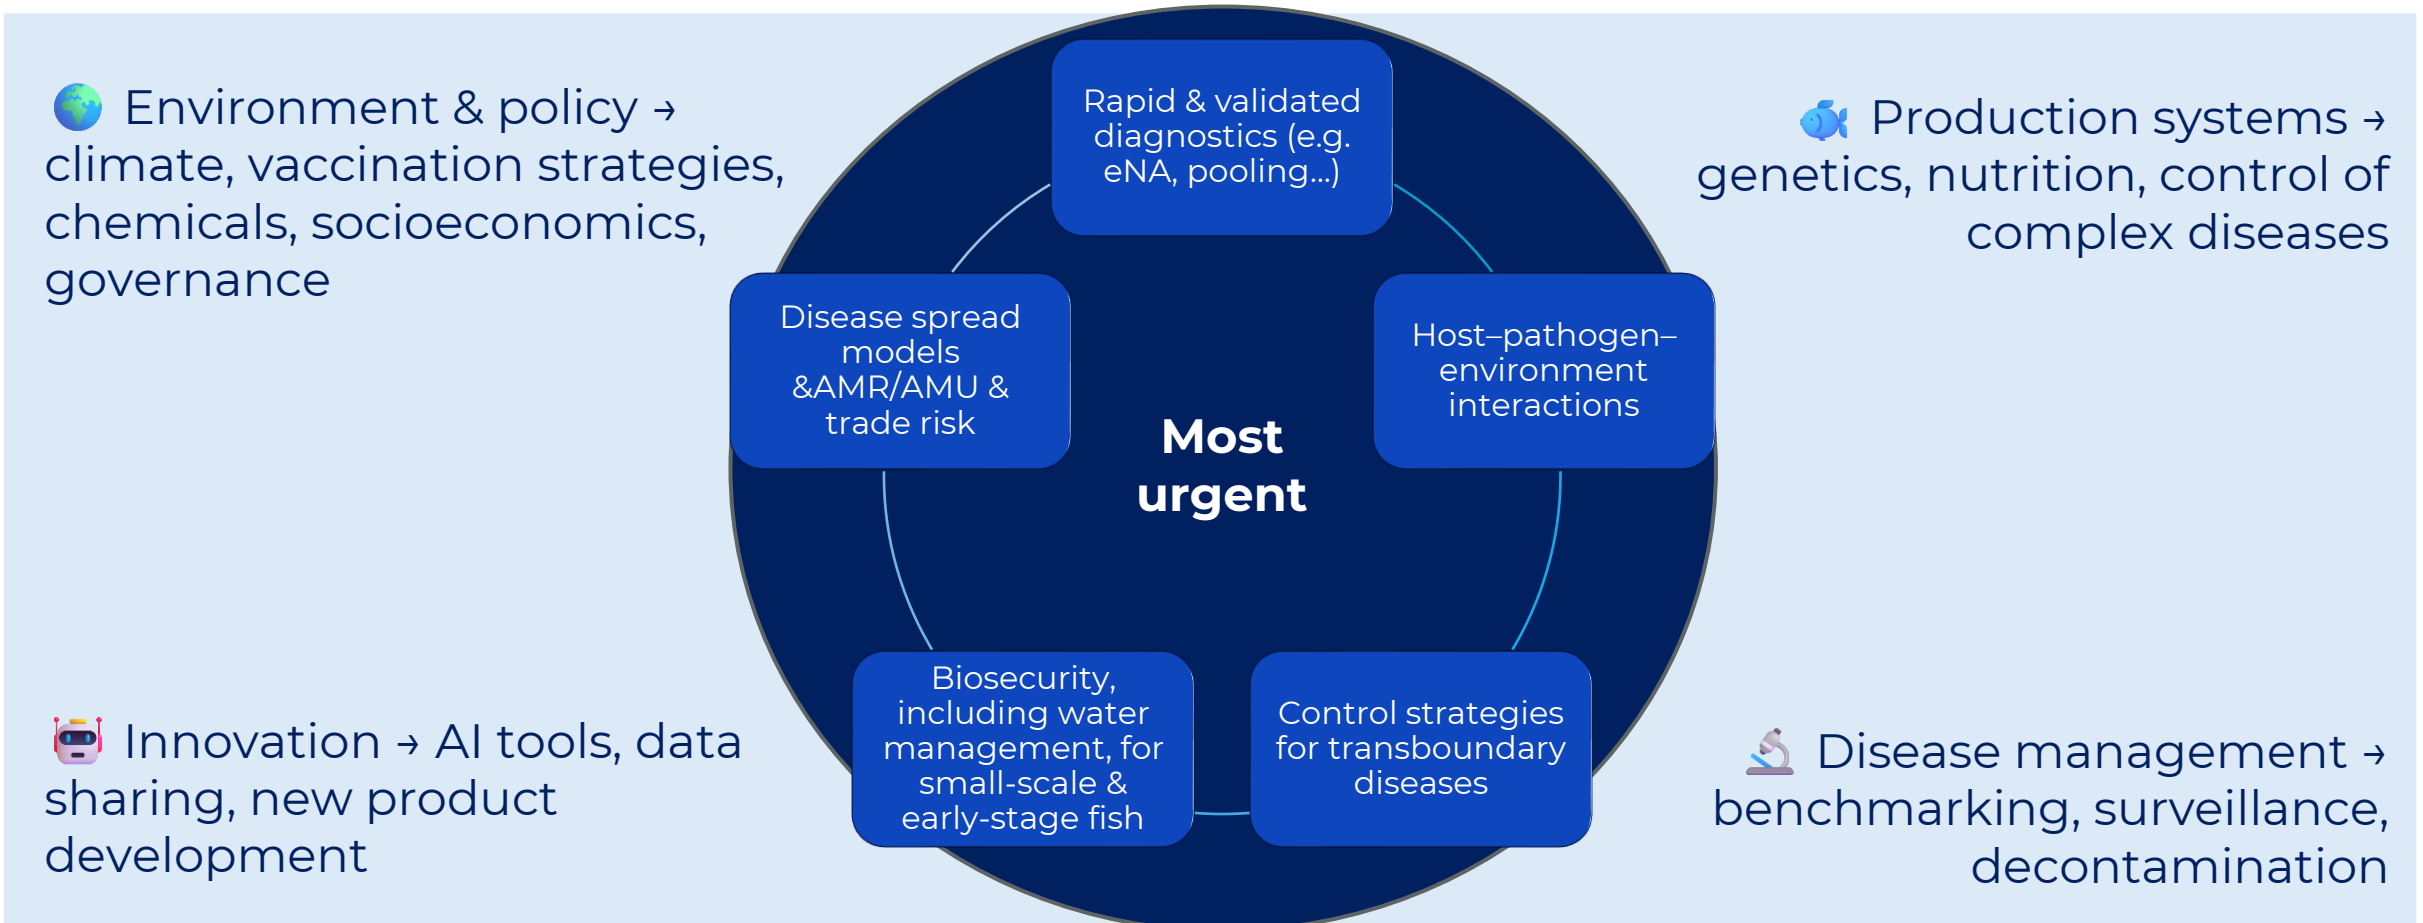 Environment & policy →
climate, vaccination strategies,
chemicals, socioeconomics,
governance
Rapid & validated
diagnostics (e.g.
eNA, pooling...)
Production systems →
genetics, nutrition, control of
complex diseases
Disease spread
models
&AMR/AMU &
trade risk
Host–pathogen–
environment
interactions
Most
urgent
Biosecurity,
including water
management, for
small-scale &
early-stage fish
Control strategies
for transboundary
diseases
Innovation → AI tools, data
sharing, new product
development
Disease management →
benchmarking, surveillance,
decontamination